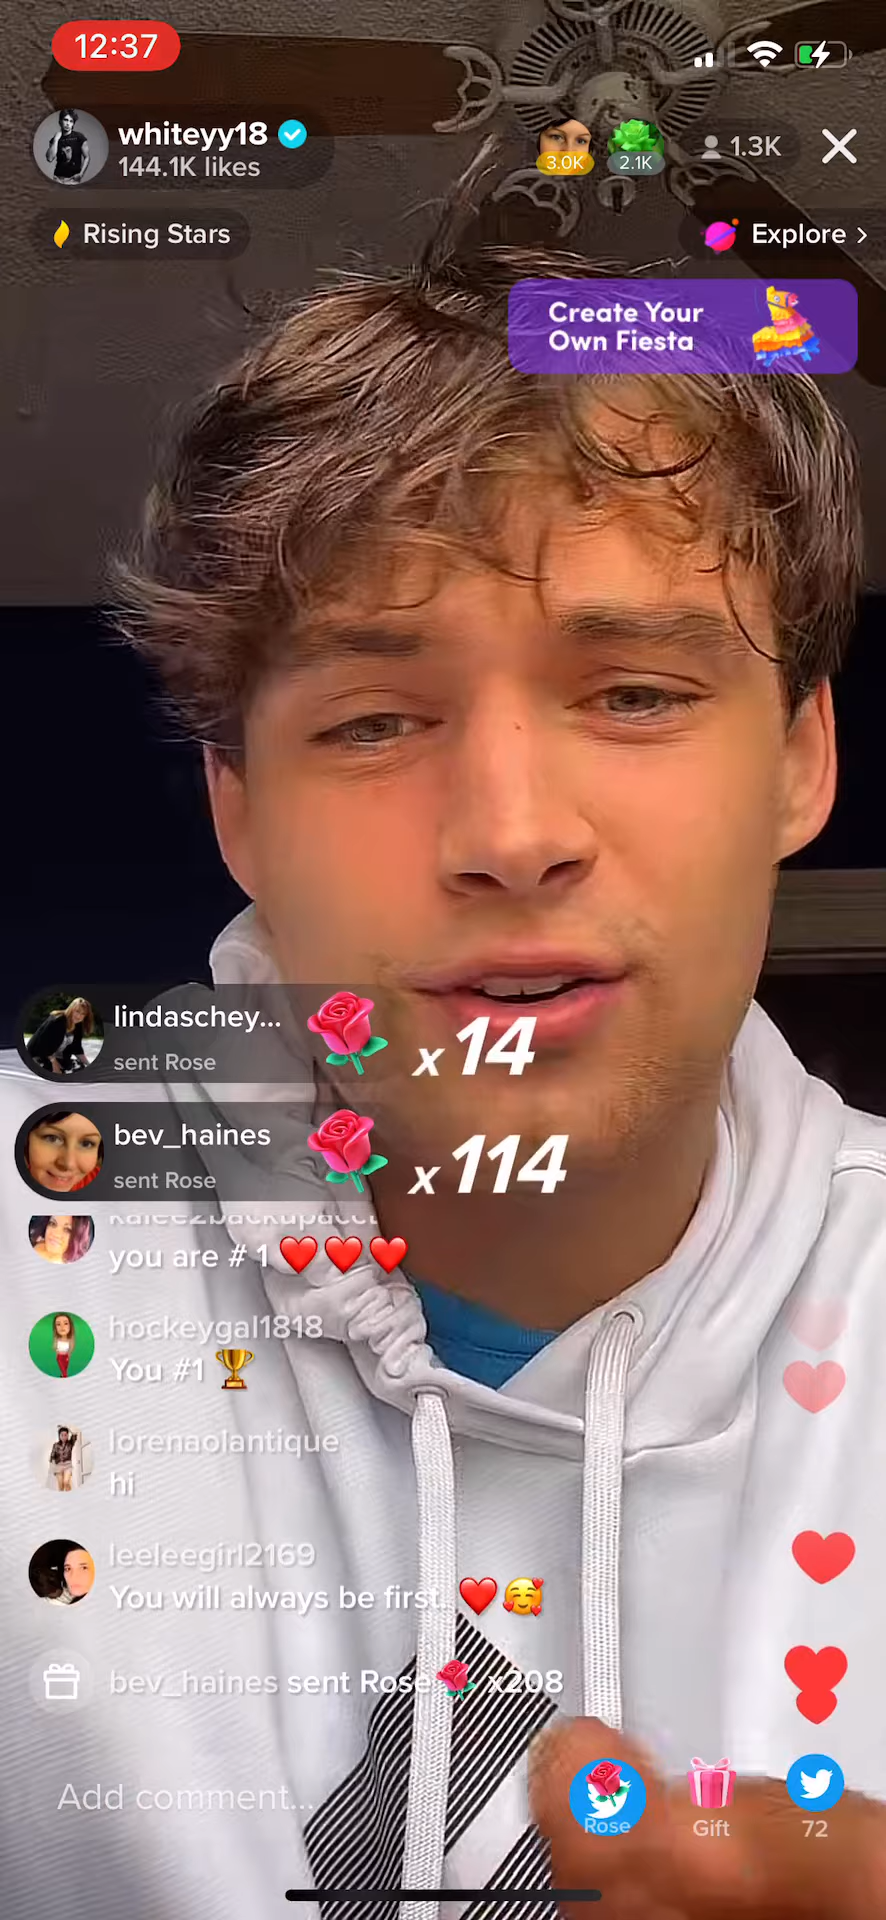 12:37
whiteyy18
144.1K likes
3.0K
2.1K
1.3K
Rising Stars
Explore >
Create Your
Own Fiesta
lindaschey...
sent Rose
x14
bev_haines
sent Rose
x114
kalee2backupacct
you are # 1 ❤️❤️❤️
hockeygal1818
You #1 🏆
lorenaolantique
hi
leeleegirl2169
You will always be first..❤️🥰
bev_haines sent Rose 🌹 x208
Add comment...
Rose
Gift
72